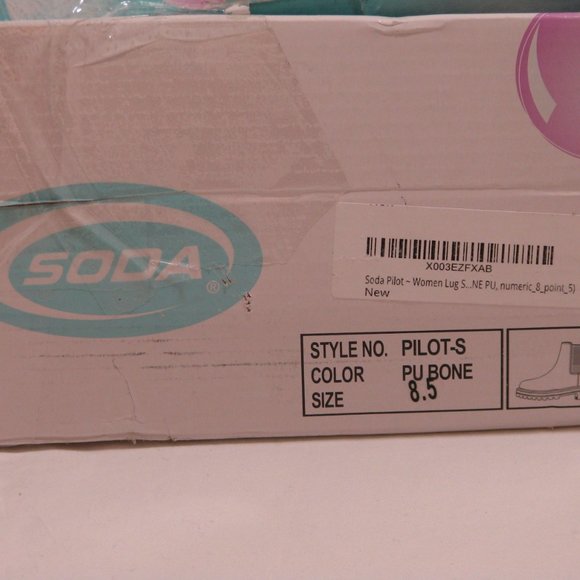 SODA®
X003EZFXAB
Soda Pilot ~ Women Lug S...NE PU, numeric_8_point_5)
New
STYLE NO. PILOT-S
COLOR PU BONE
SIZE 8.5